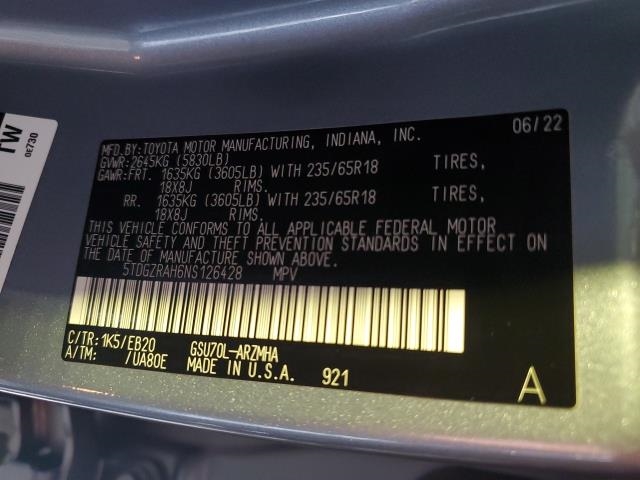 LM
0E730
06/22
MFD.BY:TOYOTA MOTOR MANUFACTURING, INDIANA, INC.
GVWR:2645KG (5830LB)
GAWR:FRT. 1635KG (3605LB) WITH 235/65R18 TIRES,
18X8J RIMS.
RR. 1635KG (3605LB) WITH 235/65R18 TIRES,
18X8J RIMS.
THIS VEHICLE CONFORMS TO ALL APPLICABLE FEDERAL MOTOR
VEHICLE SAFETY AND THEFT PREVENTION STANDARDS IN EFFECT ON
THE DATE OF MANUFACTURE SHOWN ABOVE.
5TDGZRAH6NS126428 MPV
C/TR: 1K5/EB20 GSU70L-ARZMHA
A/TM: /UA80E MADE IN U.S.A. 921
A